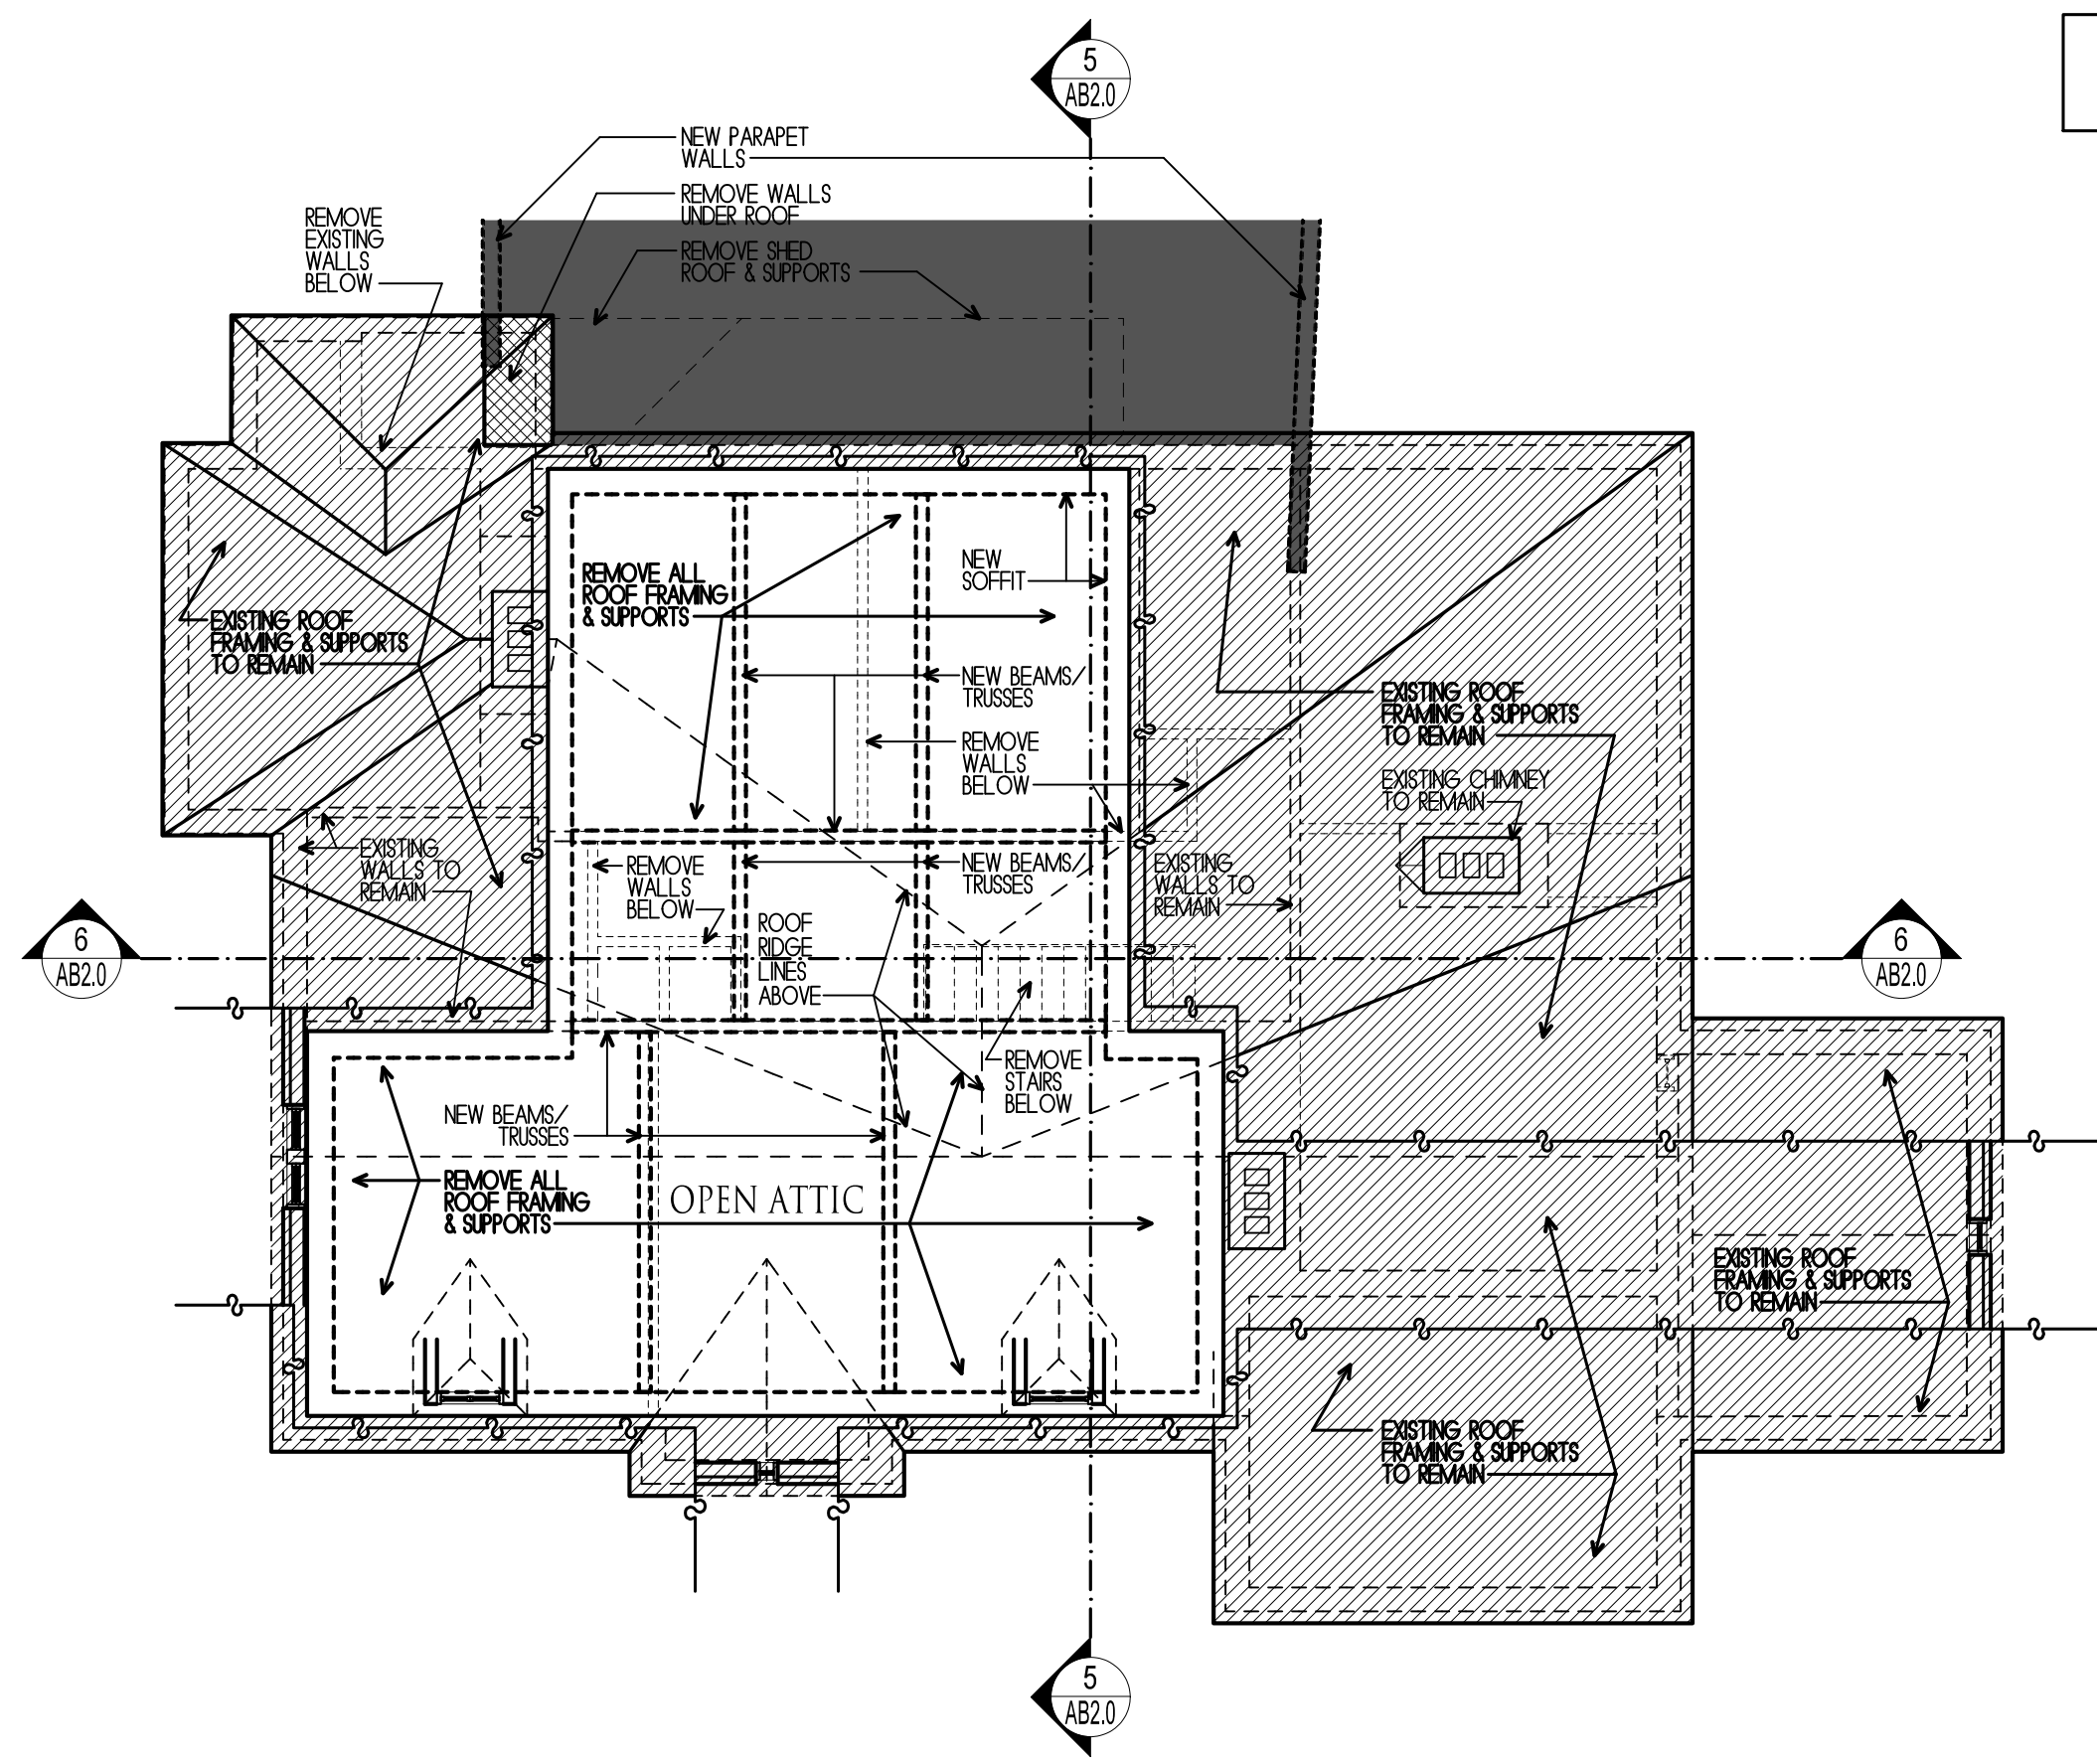 5
AB2.0
NEW PARAPET
WALLS
REMOVE WALLS
UNDER ROOF
REMOVE SHED
ROOF & SUPPORTS
REMOVE
EXISTING
WALLS
BELOW
REMOVE ALL
ROOF FRAMING
& SUPPORTS
NEW
SOFFIT
EXISTING ROOF
FRAMING & SUPPORTS
TO REMAIN
NEW BEAMS/
TRUSSES
EXISTING ROOF
FRAMING & SUPPORTS
TO REMAIN
REMOVE
WALLS
BELOW
EXISTING CHIMNEY
TO REMAIN
EXISTING
WALLS TO
REMAIN
REMOVE
WALLS
BELOW
NEW BEAMS/
TRUSSES
EXISTING
WALLS TO
REMAIN
ROOF
RIDGE
LINES
ABOVE
6
AB2.0
6
AB2.0
REMOVE
STAIRS
BELOW
NEW BEAMS/
TRUSSES
REMOVE ALL
ROOF FRAMING
& SUPPORTS
OPEN ATTIC
EXISTING ROOF
FRAMING & SUPPORTS
TO REMAIN
EXISTING ROOF
FRAMING & SUPPORTS
TO REMAIN
5
AB2.0